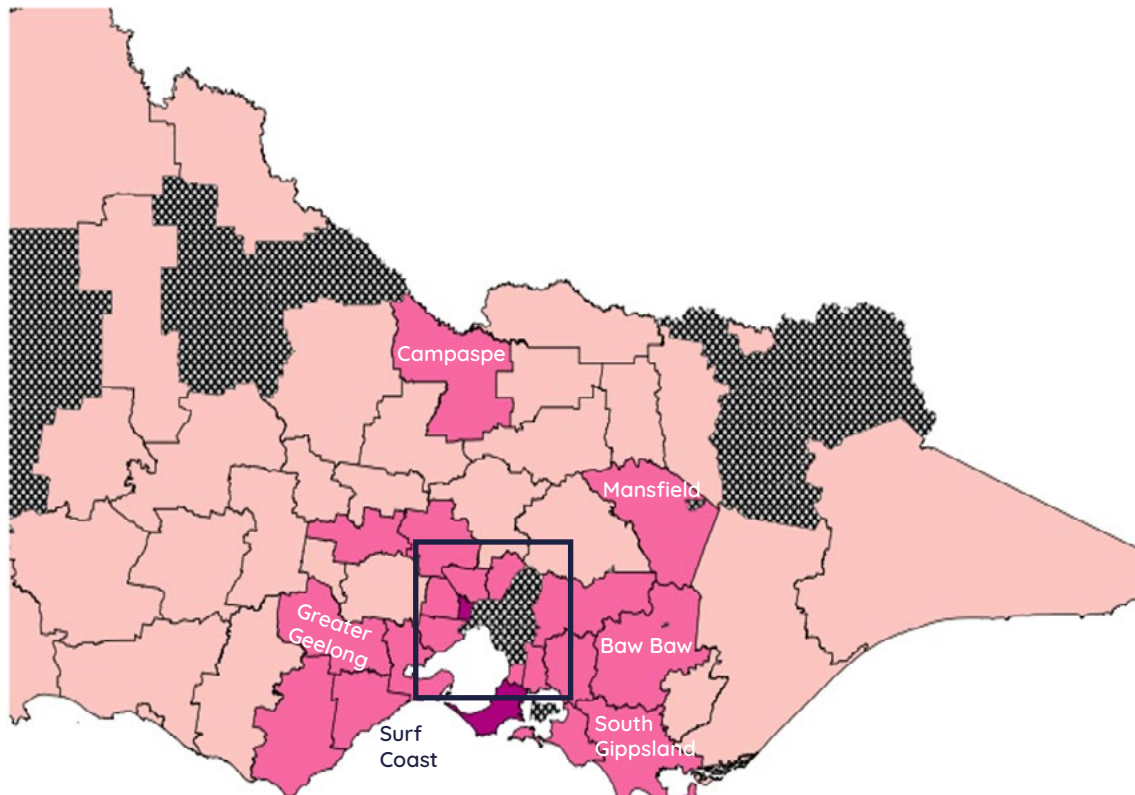 Campaspe
Mansfield
Greater
Geelong
Baw Baw
South
Gippsland
Surf
Coast